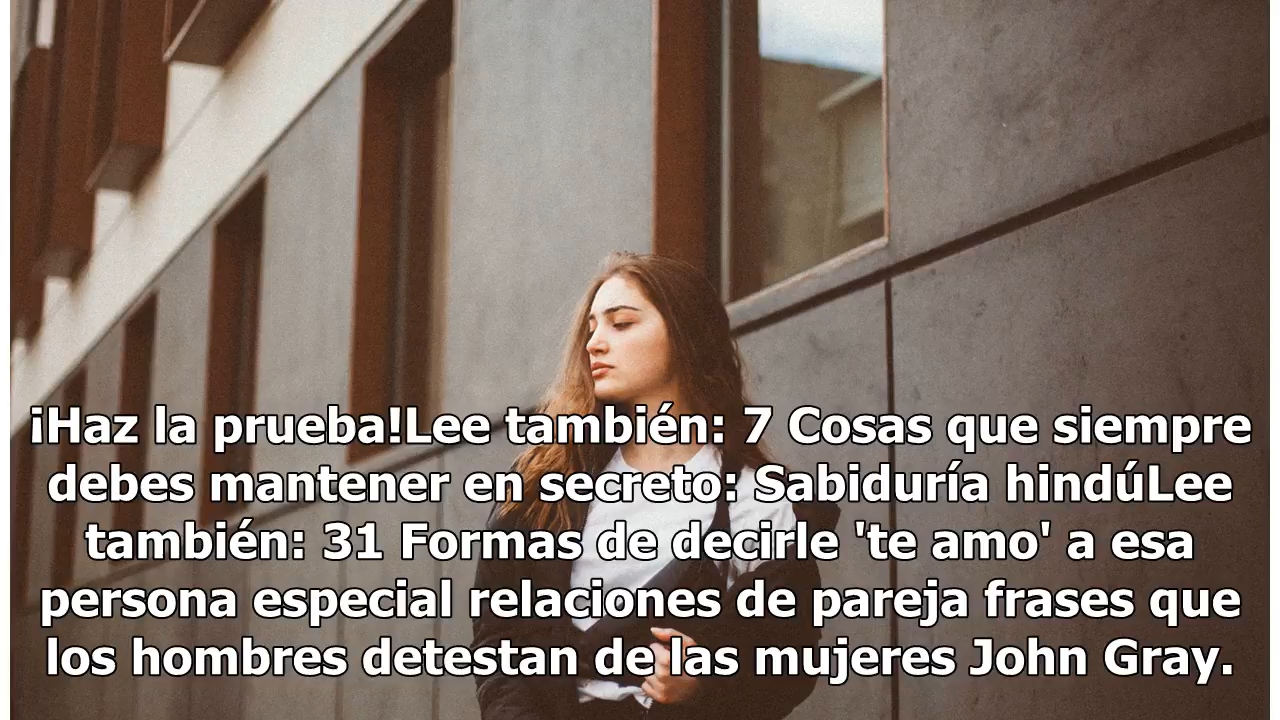 ¡Haz la prueba!Lee también: 7 Cosas que siempre
debes mantener en secreto: Sabiduría hindúLee
también: 31 Formas de decirle 'te amo' a esa
persona especial relaciones de pareja frases que
los hombres detestan de las mujeres John Gray.